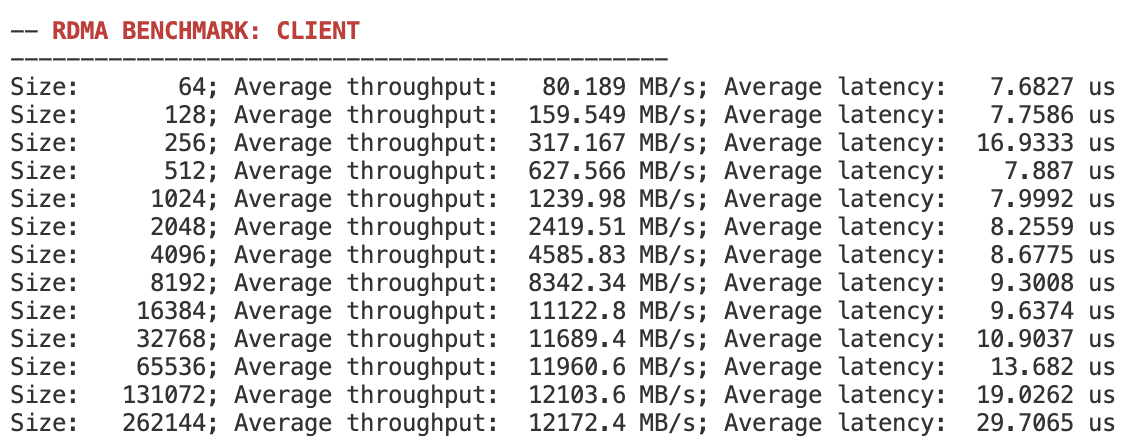 -- RDMA BENCHMARK: CLIENT
-----------------------------------------------
Size:       64; Average throughput:   80.189 MB/s; Average latency:   7.6827 us
Size:      128; Average throughput:  159.549 MB/s; Average latency:   7.7586 us
Size:      256; Average throughput:  317.167 MB/s; Average latency:  16.9333 us
Size:      512; Average throughput:  627.566 MB/s; Average latency:    7.887 us
Size:     1024; Average throughput:  1239.98 MB/s; Average latency:   7.9992 us
Size:     2048; Average throughput:  2419.51 MB/s; Average latency:   8.2559 us
Size:     4096; Average throughput:  4585.83 MB/s; Average latency:   8.6775 us
Size:     8192; Average throughput:  8342.34 MB/s; Average latency:   9.3008 us
Size:    16384; Average throughput:  11122.8 MB/s; Average latency:   9.6374 us
Size:    32768; Average throughput:  11689.4 MB/s; Average latency:  10.9037 us
Size:    65536; Average throughput:  11960.6 MB/s; Average latency:   13.682 us
Size:   131072; Average throughput:  12103.6 MB/s; Average latency:  19.0262 us
Size:   262144; Average throughput:  12172.4 MB/s; Average latency:  29.7065 us